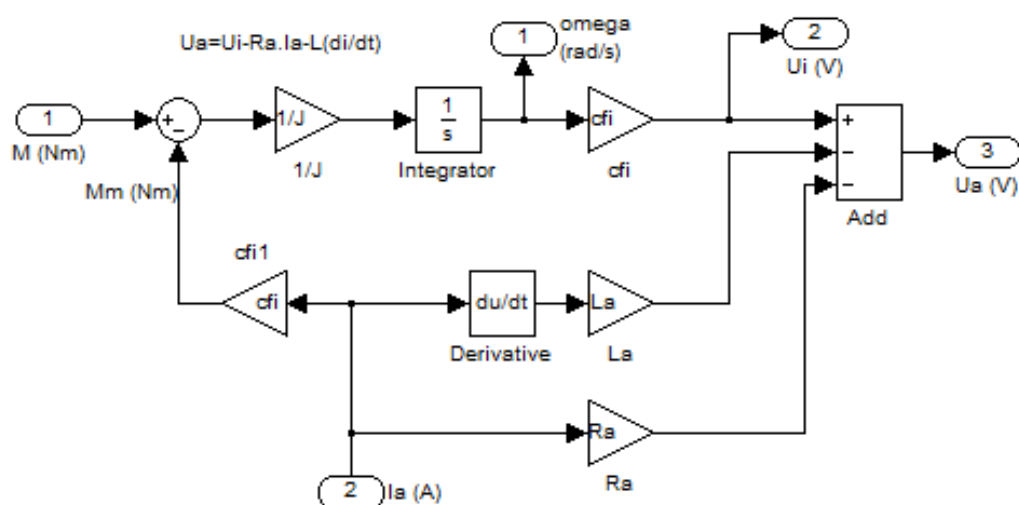 Ua=Ui-Ra.Ia-L(di/dt)
1
omega
(rad/s)
2
Ui (V)
1
M (Nm)
+
−
1/J
1/J
1
s
Integrator
cfi
cfi
+
−
−
Add
3
Ua (V)
Mm (Nm)
cfi1
cfi
du/dt
Derivative
La
La
Ra
Ra
2
Ia (A)